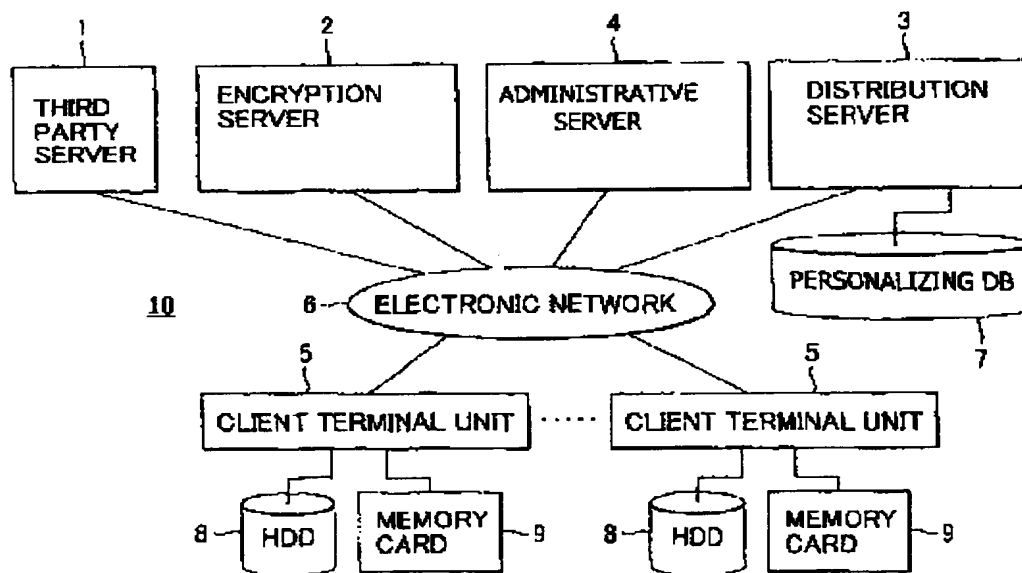 1
2
4
3
THIRD
PARTY
SERVER
ENCRYPTION
SERVER
ADMINISTRATIVE
SERVER
DISTRIBUTION
SERVER
PERSONALIZING DB
7
10
6
ELECTRONIC NETWORK
5
5
CLIENT TERMINAL UNIT
CLIENT TERMINAL UNIT
8
HDD
MEMORY
CARD
9
8
HDD
MEMORY
CARD
9